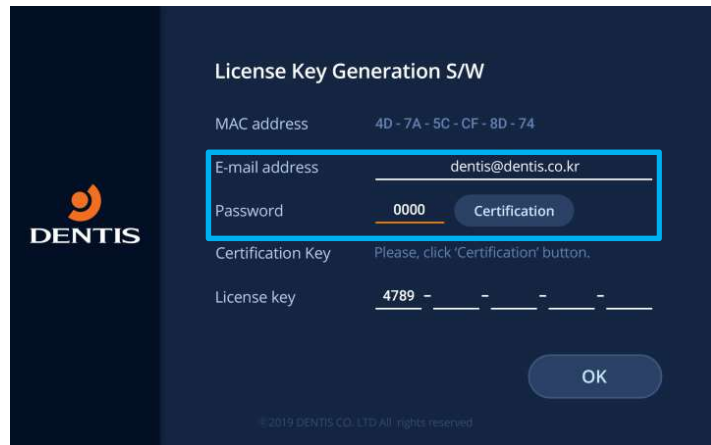 License Key Generation S/W
MAC address 4D - 7A - 5C - CF - 8D - 74
E-mail address dentis@dentis.co.kr
Password 0000 Certification
DENTIS
Certification Key Please, click 'Certification' button.
License key 4789 - - - -
OK
©2019 DENTIS CO. LTD All rights reserved